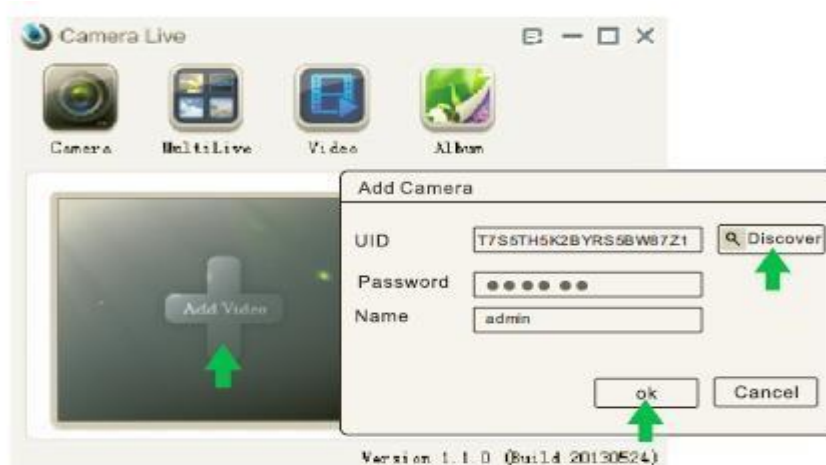 Camera Live
Camera MultiLive Video Album
Add Camera
UID T7S5TH5K2BYRS5BW87Z1 Discover
Password
Name admin
Add Video
ok Cancel
Version 1.1.0 (Build 20130524)